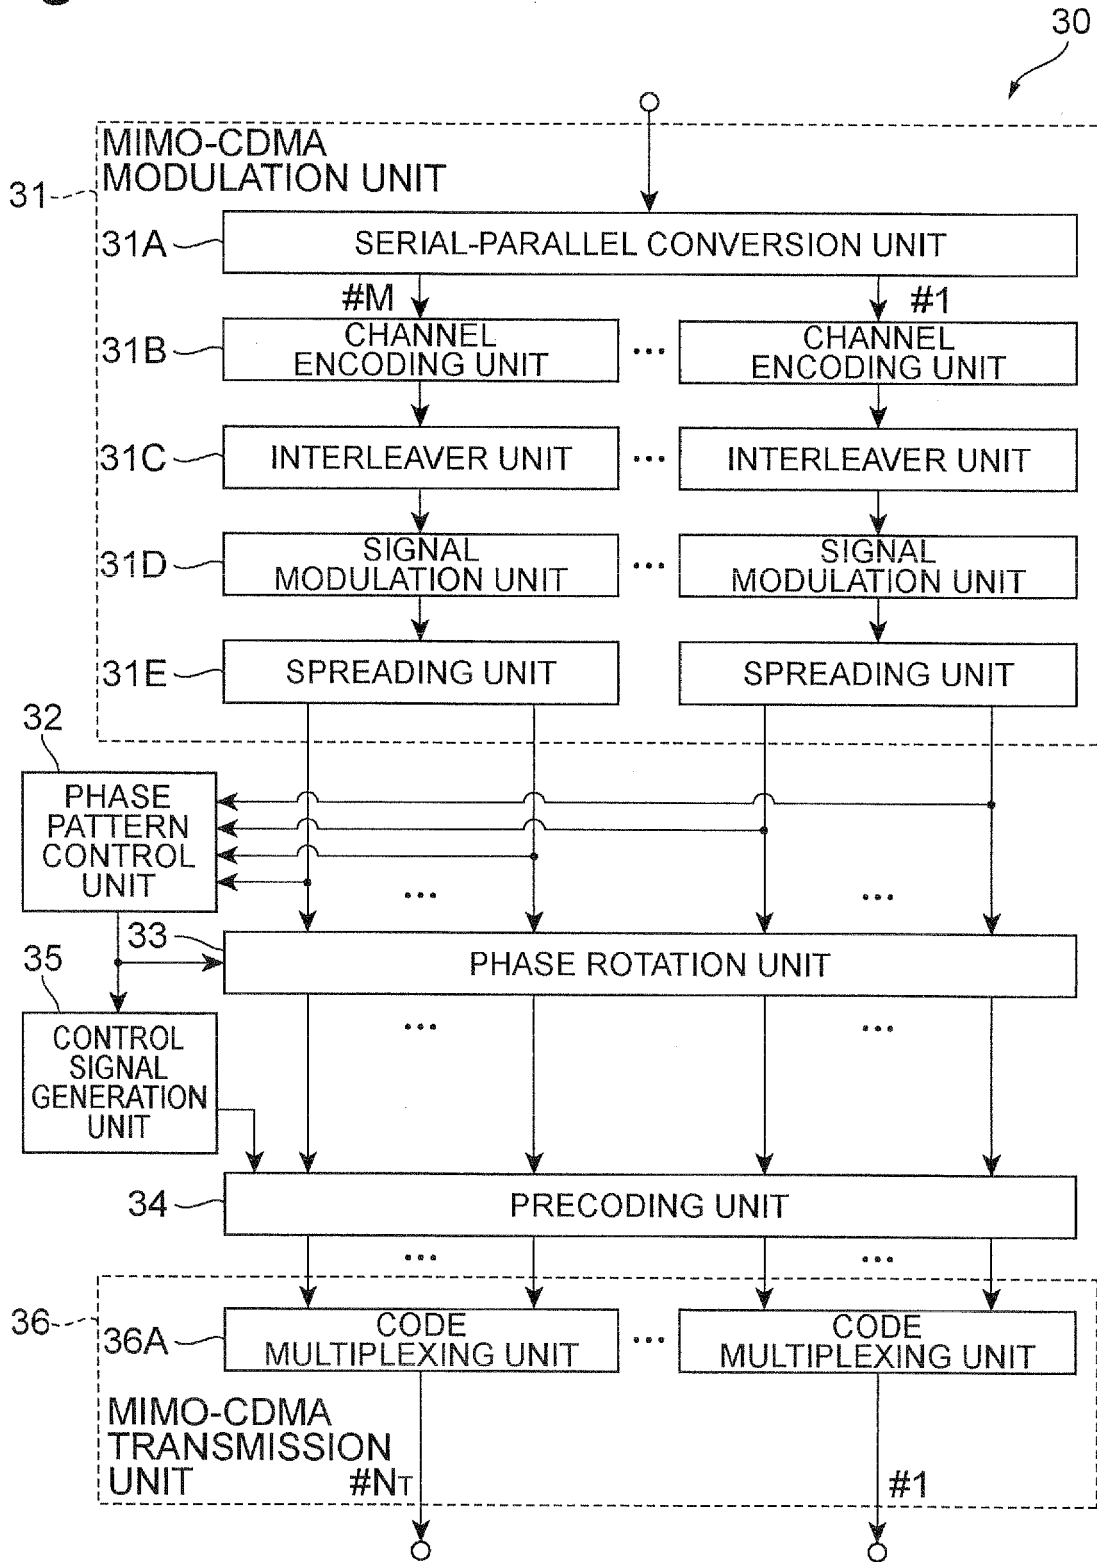 30
MIMO-CDMA
MODULATION UNIT
31
31A
SERIAL-PARALLEL CONVERSION UNIT
#M
#1
31B
CHANNEL
ENCODING UNIT
...
CHANNEL
ENCODING UNIT
31C
INTERLEAVER UNIT
...
INTERLEAVER UNIT
31D
SIGNAL
MODULATION UNIT
...
SIGNAL
MODULATION UNIT
31E
SPREADING UNIT
SPREADING UNIT
32
PHASE
PATTERN
CONTROL
UNIT
...
...
33
PHASE ROTATION UNIT
35
CONTROL
SIGNAL
GENERATION
UNIT
...
...
34
PRECODING UNIT
...
...
36
36A
CODE
MULTIPLEXING UNIT
...
CODE
MULTIPLEXING UNIT
MIMO-CDMA
TRANSMISSION
UNIT
#NT
#1